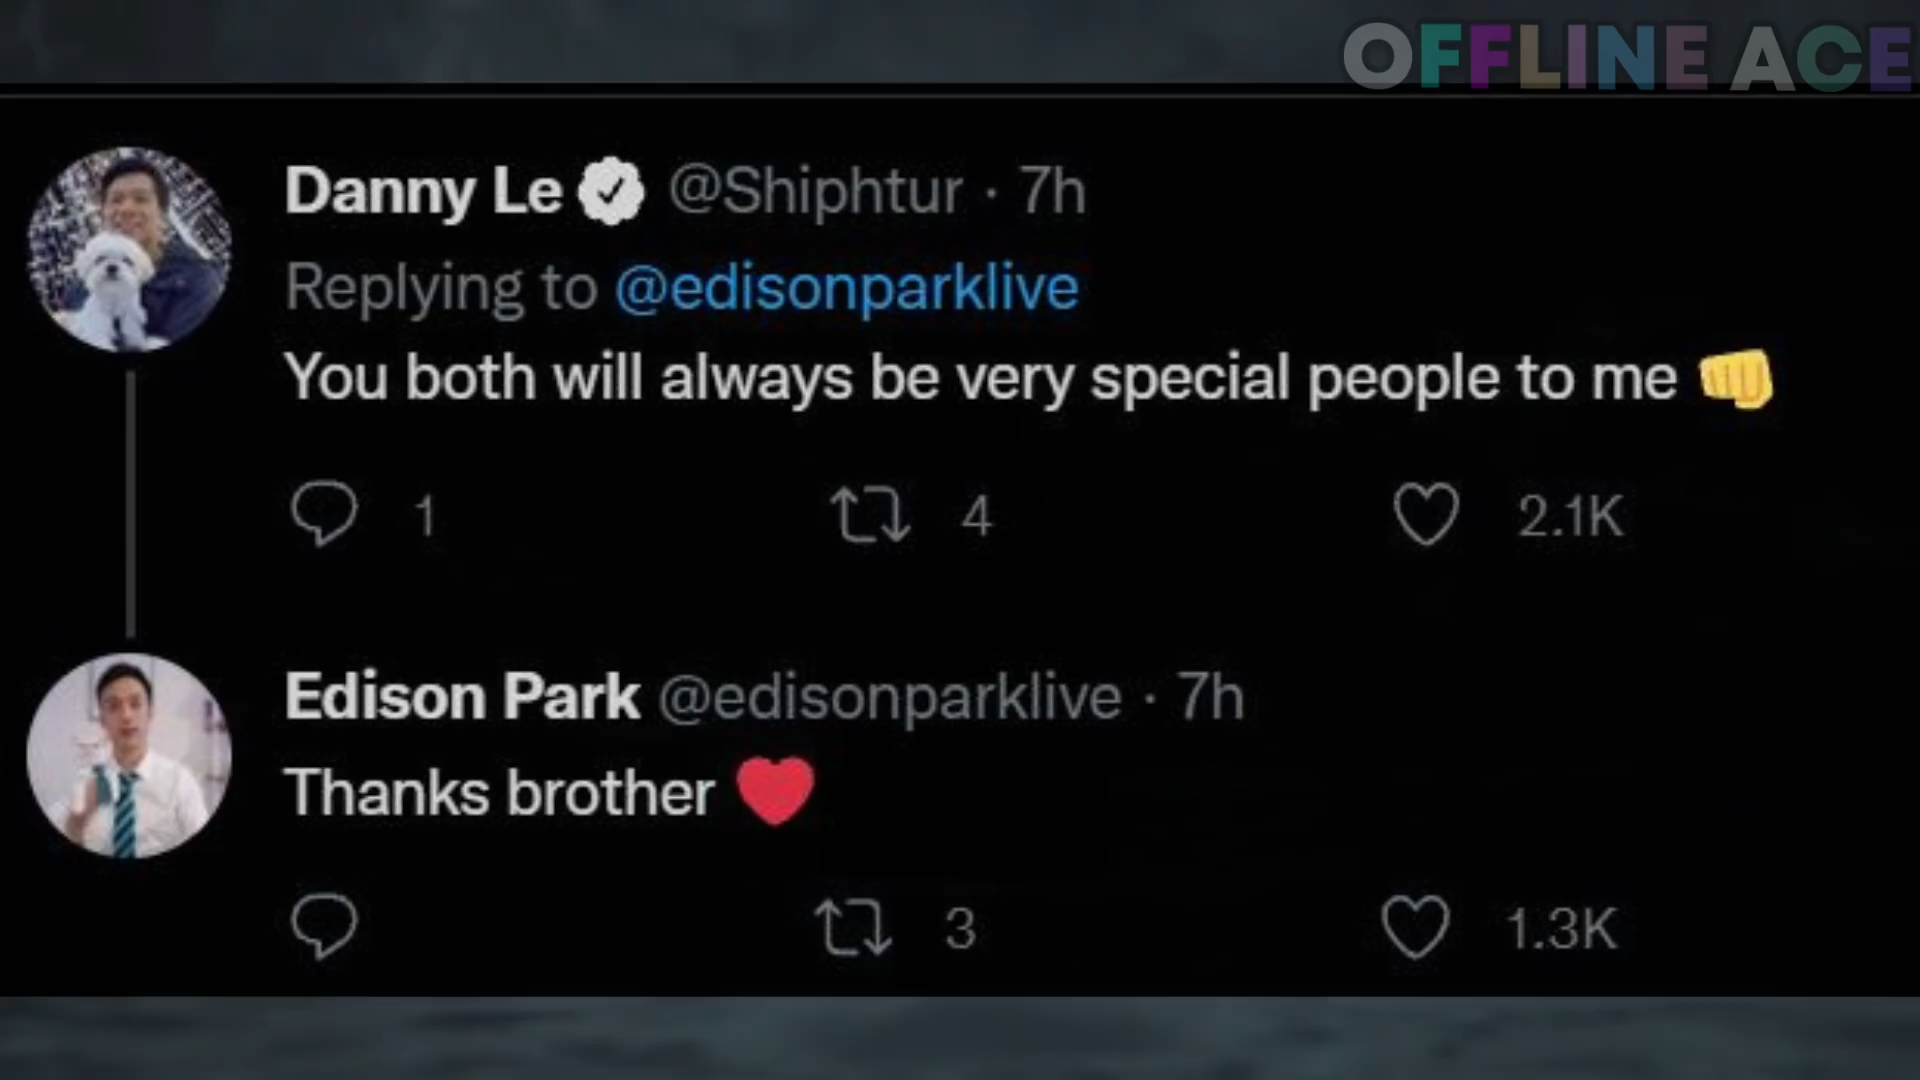 OFFLINE ACE
Danny Le @Shiphtur · 7h
Replying to @edisonparklive
You both will always be very special people to me 👊
1 4 2.1K
Edison Park @edisonparklive · 7h
Thanks brother ❤️
3 1.3K